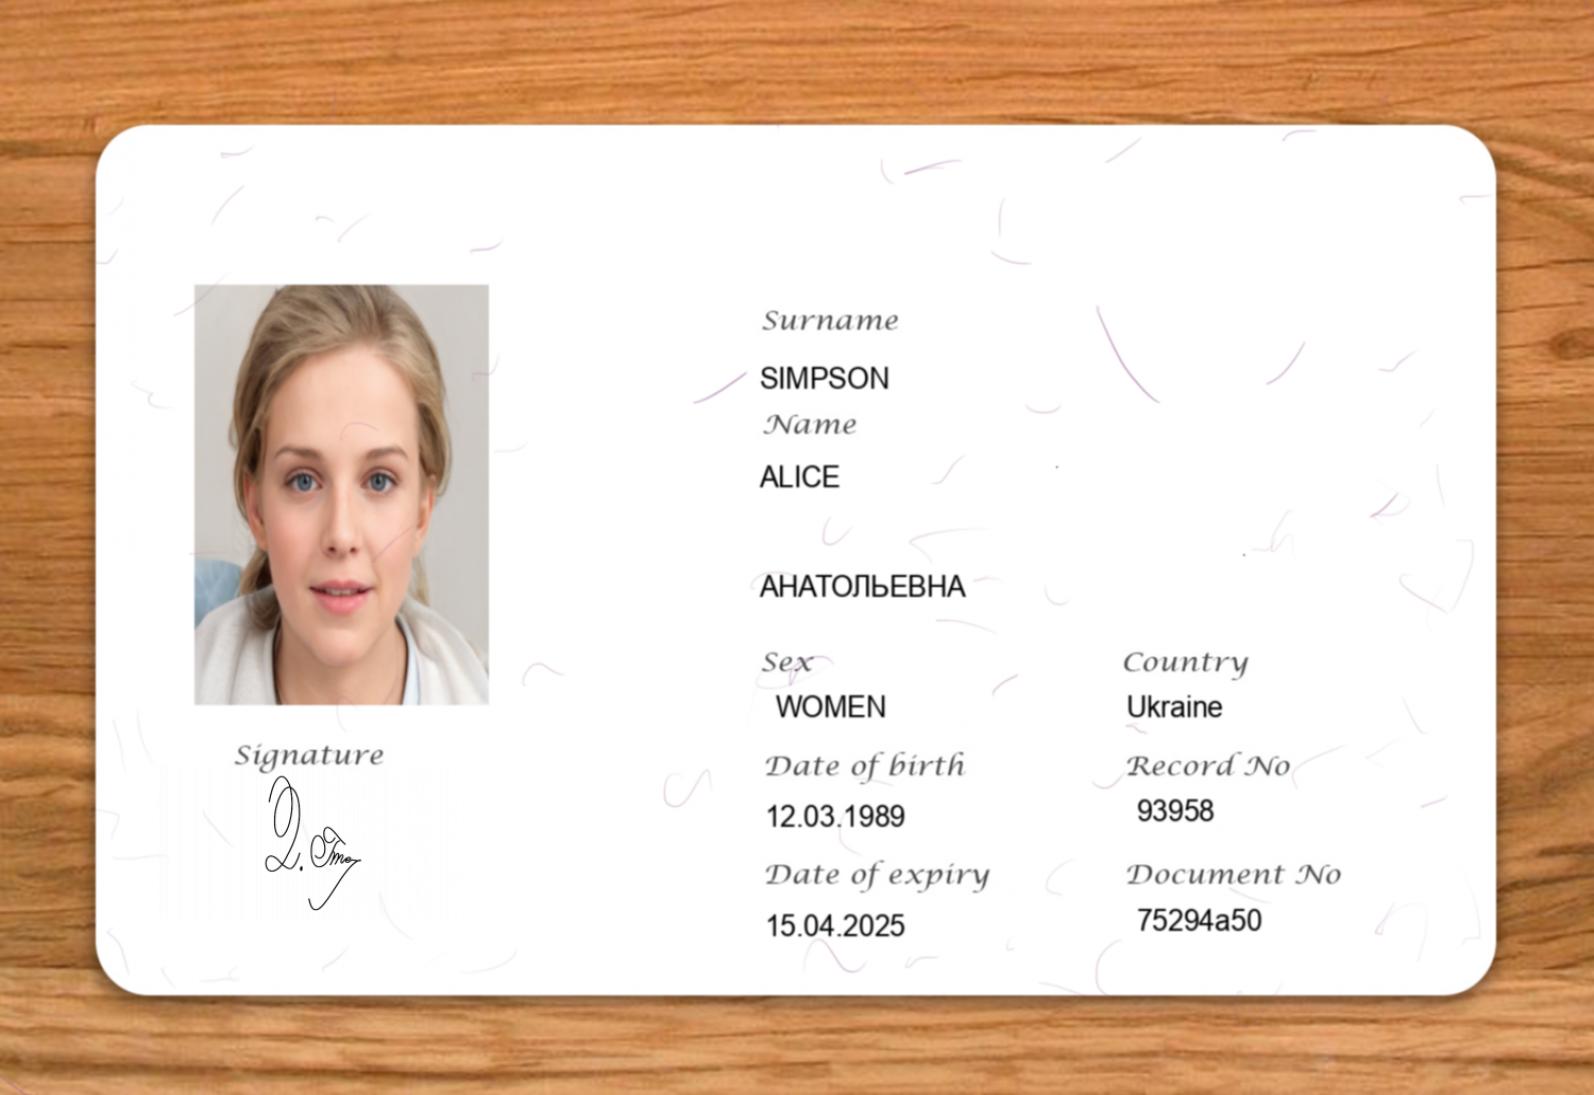 Surname
SIMPSON
Name
ALICE
АНАТОЛЬЕВНА
Sex
WOMEN
Country
Ukraine
Date of birth
12.03.1989
Record No
93958
Date of expiry
15.04.2025
Document No
75294a50
Signature